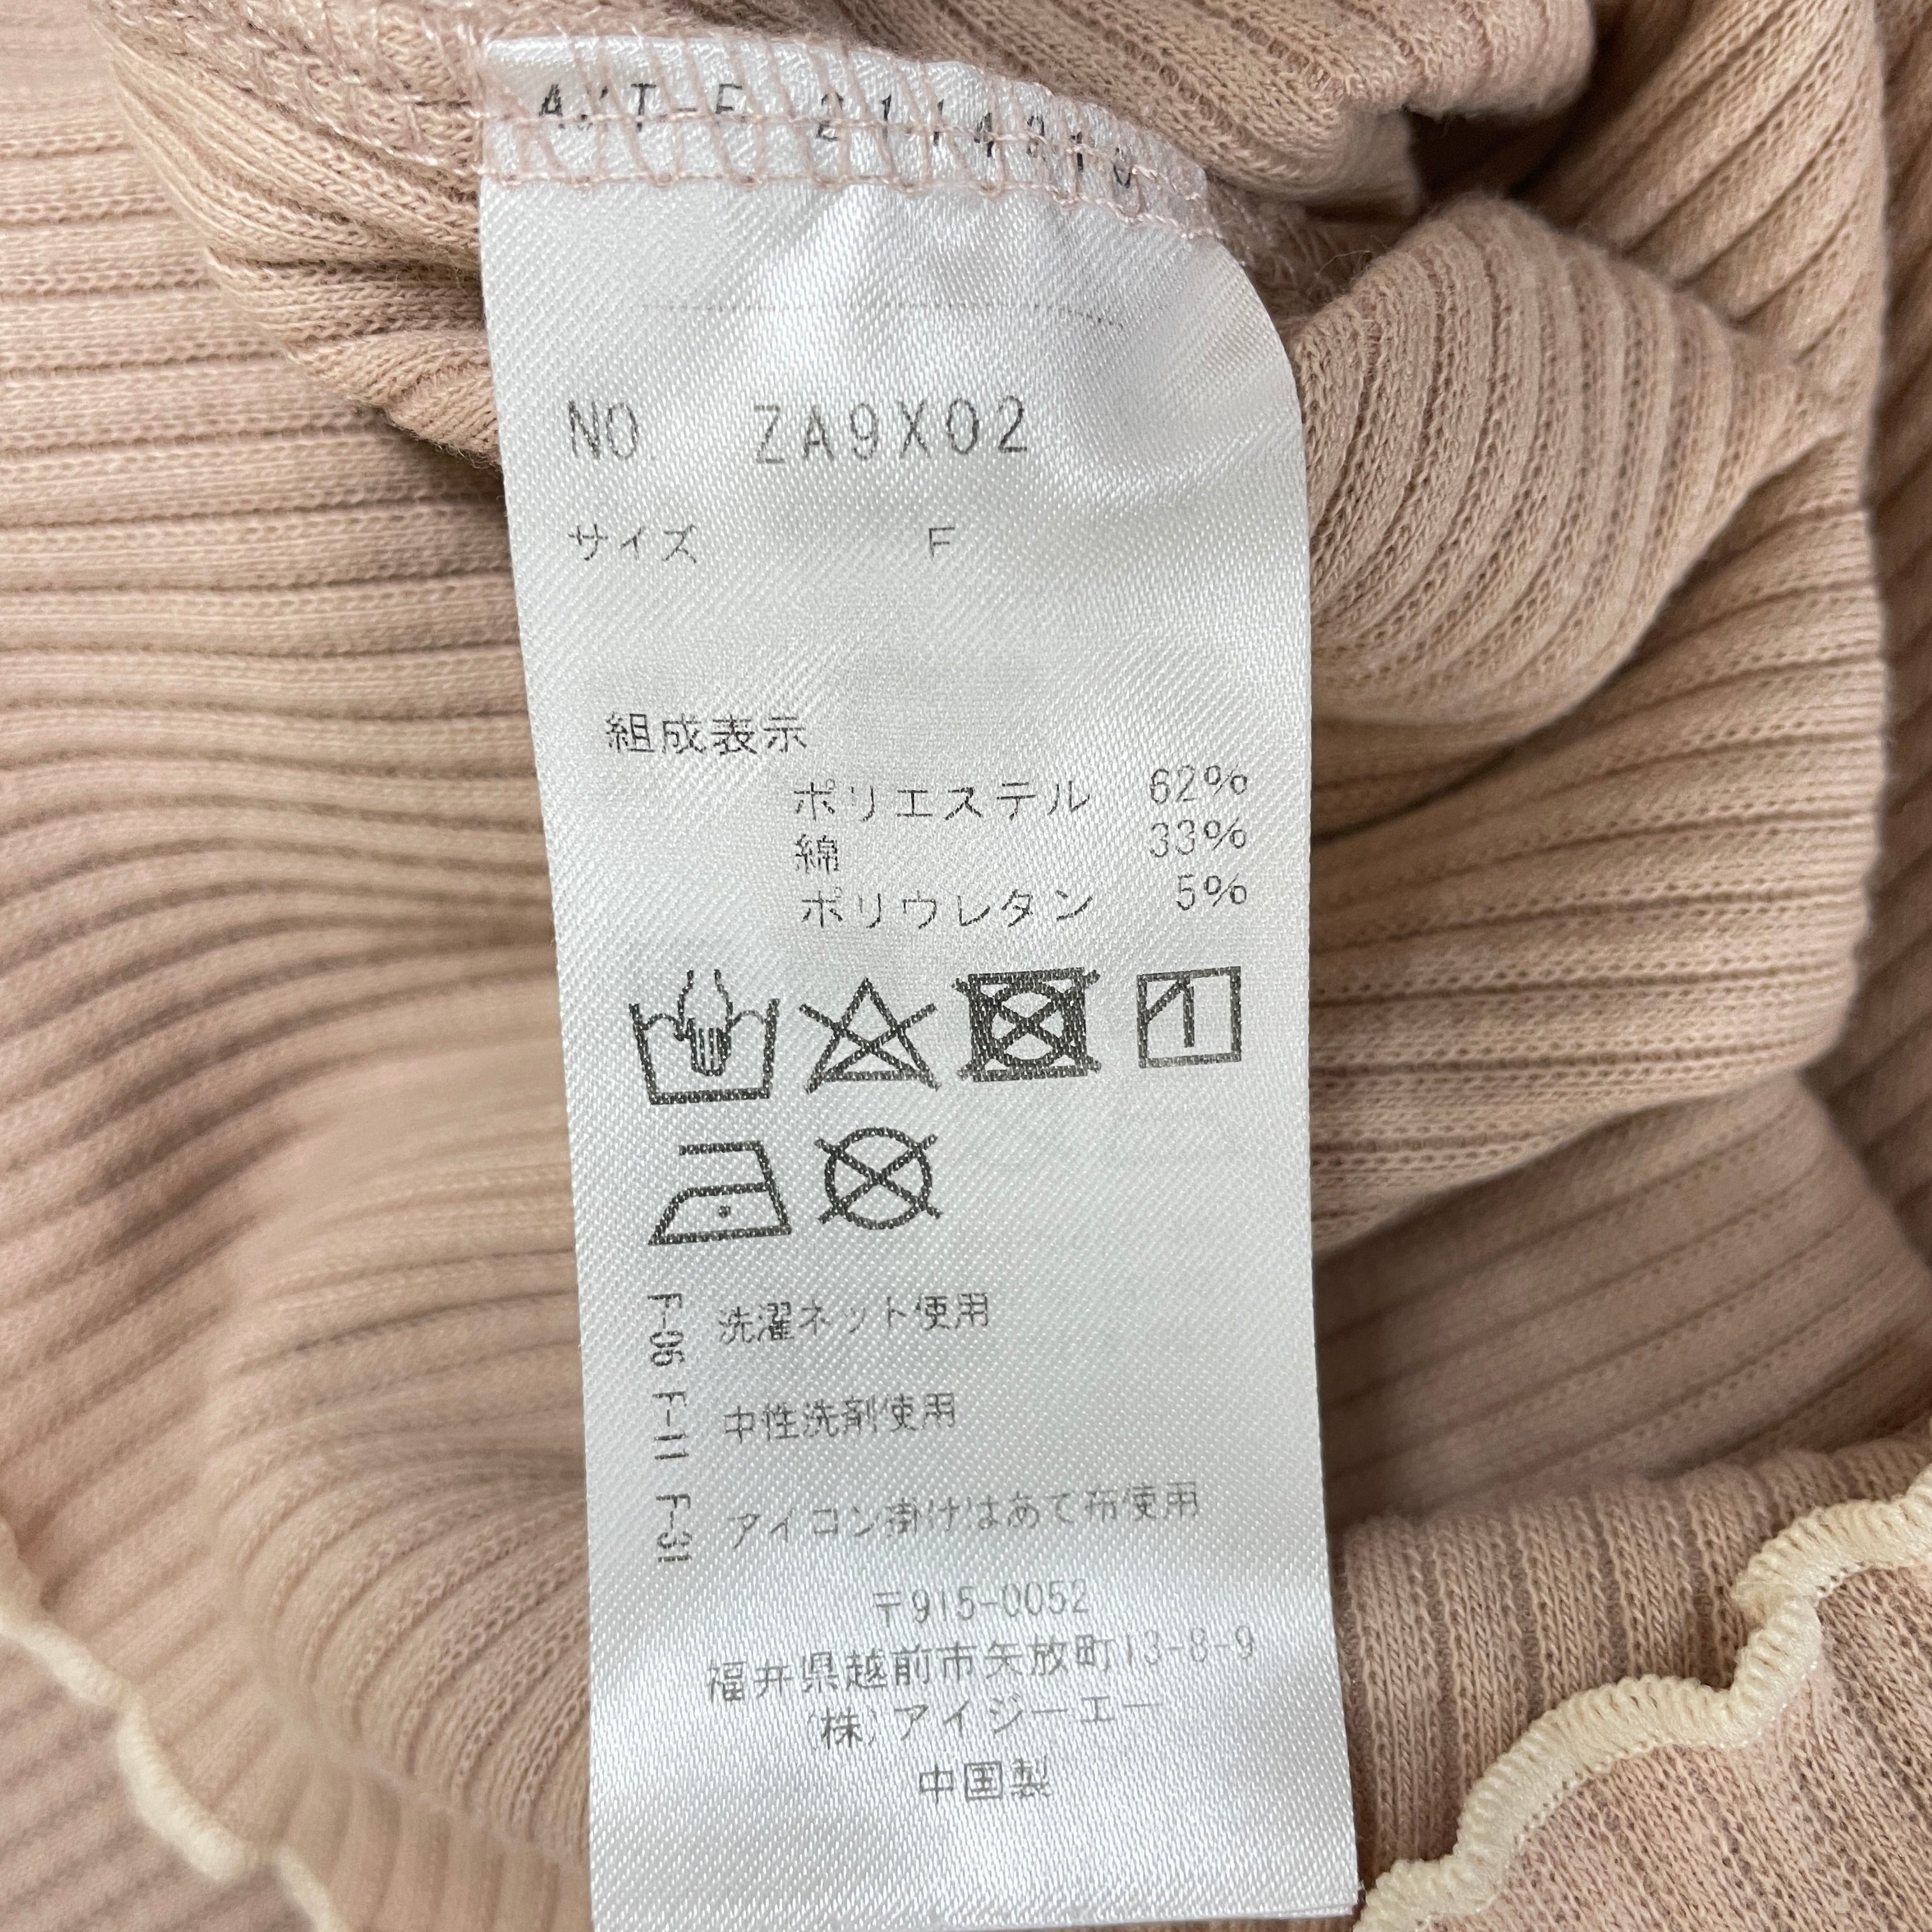 NO ZA9X02
サイズ F
組成表示
ポリエステル 62%
綿 33%
ポリウレタン 5%
F-06 F-11 F-31
洗濯ネット使用
中性洗剤使用
アイロン掛けはあて布使用
〒915-0052
福井県越前市矢放町13-8-9
(株)アイジーエー
中国製